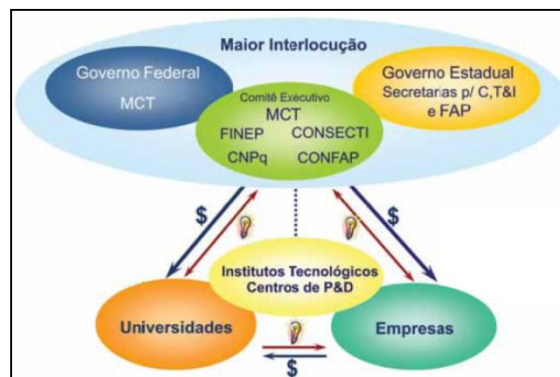 Maior Interlocução
Governo Federal
MCT
Governo Estadual
Secretarias p/ C,T&I
e FAP
Comitê Executivo
MCT
FINEP CONSECTI
CNPq CONFAP
$
$
Institutos Tecnológicos
Centros de P&D
Universidades
Empresas
$